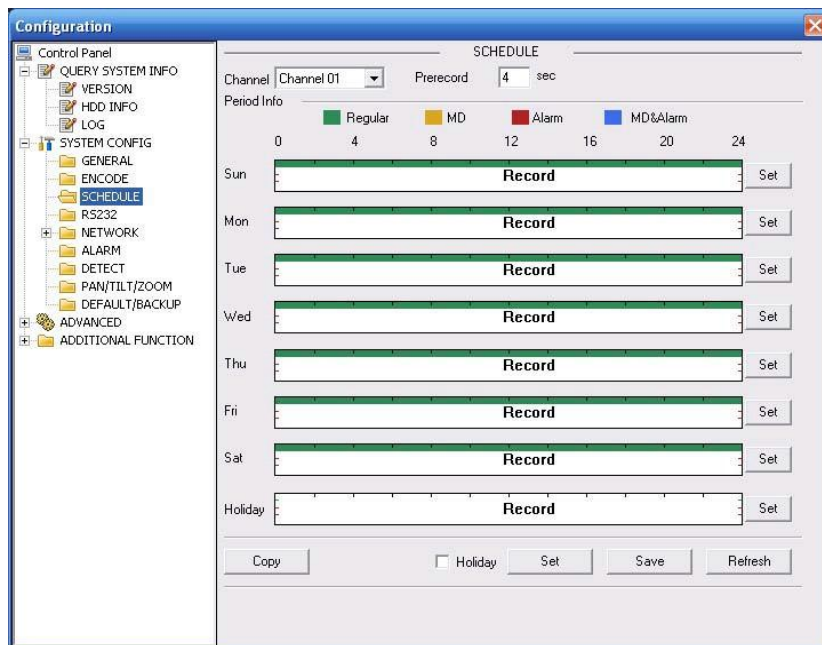 Configuration
Control Panel
QUERY SYSTEM INFO
VERSION
HDD INFO
LOG
SYSTEM CONFIG
GENERAL
ENCODE
SCHEDULE
RS232
NETWORK
ALARM
DETECT
PAN/TILT/ZOOM
DEFAULT/BACKUP
ADVANCED
ADDITIONAL FUNCTION
SCHEDULE
Channel Channel 01 Prerecord 4 sec
Period Info
Regular MD Alarm MD&Alarm
0 4 8 12 16 20 24
Sun Record Set
Mon Record Set
Tue Record Set
Wed Record Set
Thu Record Set
Fri Record Set
Sat Record Set
Holiday Record Set
Copy Holiday Set Save Refresh